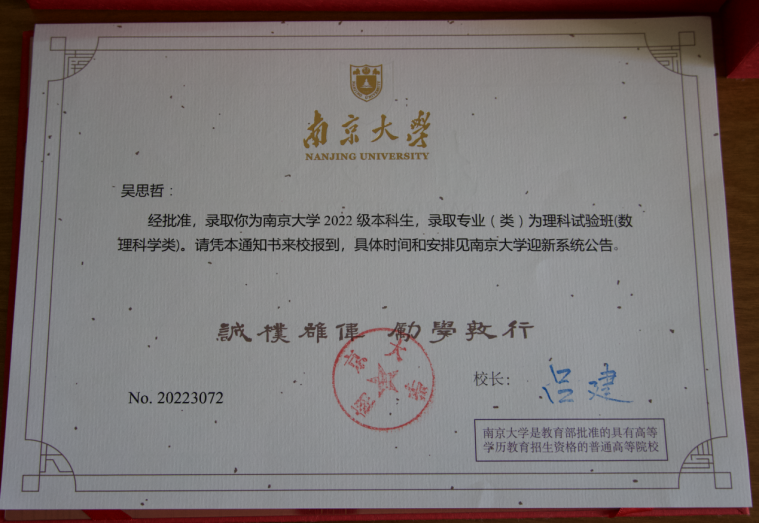 南京大学
NANJING UNIVERSITY
吴思哲：
经批准，录取你为南京大学 2022 级本科生，录取专业（类）为理科试验班(数
理科学类)。请凭本通知书来校报到，具体时间和安排见南京大学迎新系统公告。
誠樸雄偉 勵學敦行
南京大学
校长：
吕建
No. 20223072
南京大学是教育部批准的具有高等
学历教育招生资格的普通高等院校